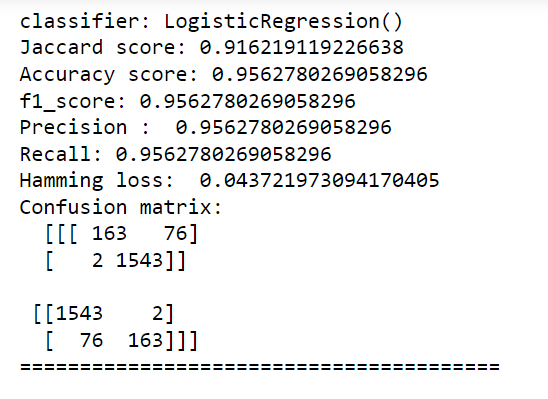 classifier: LogisticRegression()
Jaccard score: 0.916219119226638
Accuracy score: 0.9562780269058296
f1_score: 0.9562780269058296
Precision :  0.9562780269058296
Recall: 0.9562780269058296
Hamming loss:  0.043721973094170405
Confusion matrix:
  [[[ 163   76]
  [   2 1543]]

 [[1543    2]
  [  76  163]]]
========================================